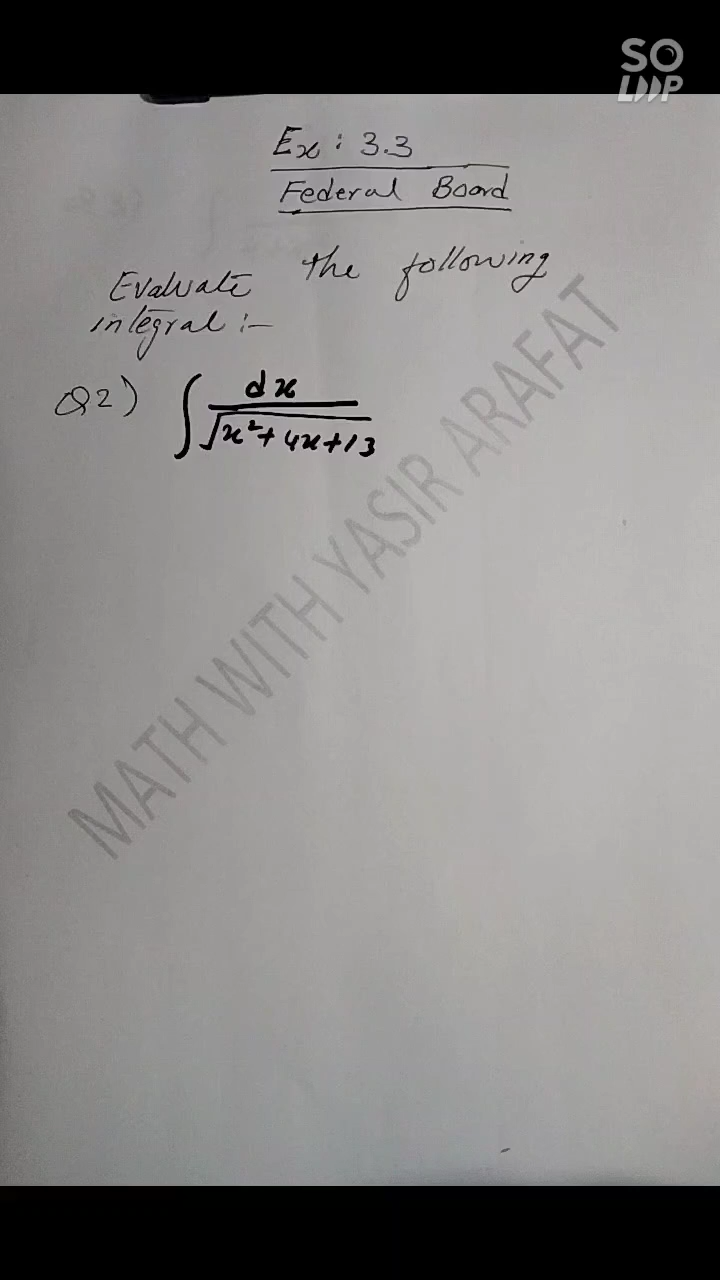 SO
LOOP
Ex: 3.3
Federal Board
Evaluate the following
integral :-
Q2) ∫ dx / √x²+4x+13
MATH WITH YASIR ARAFAT